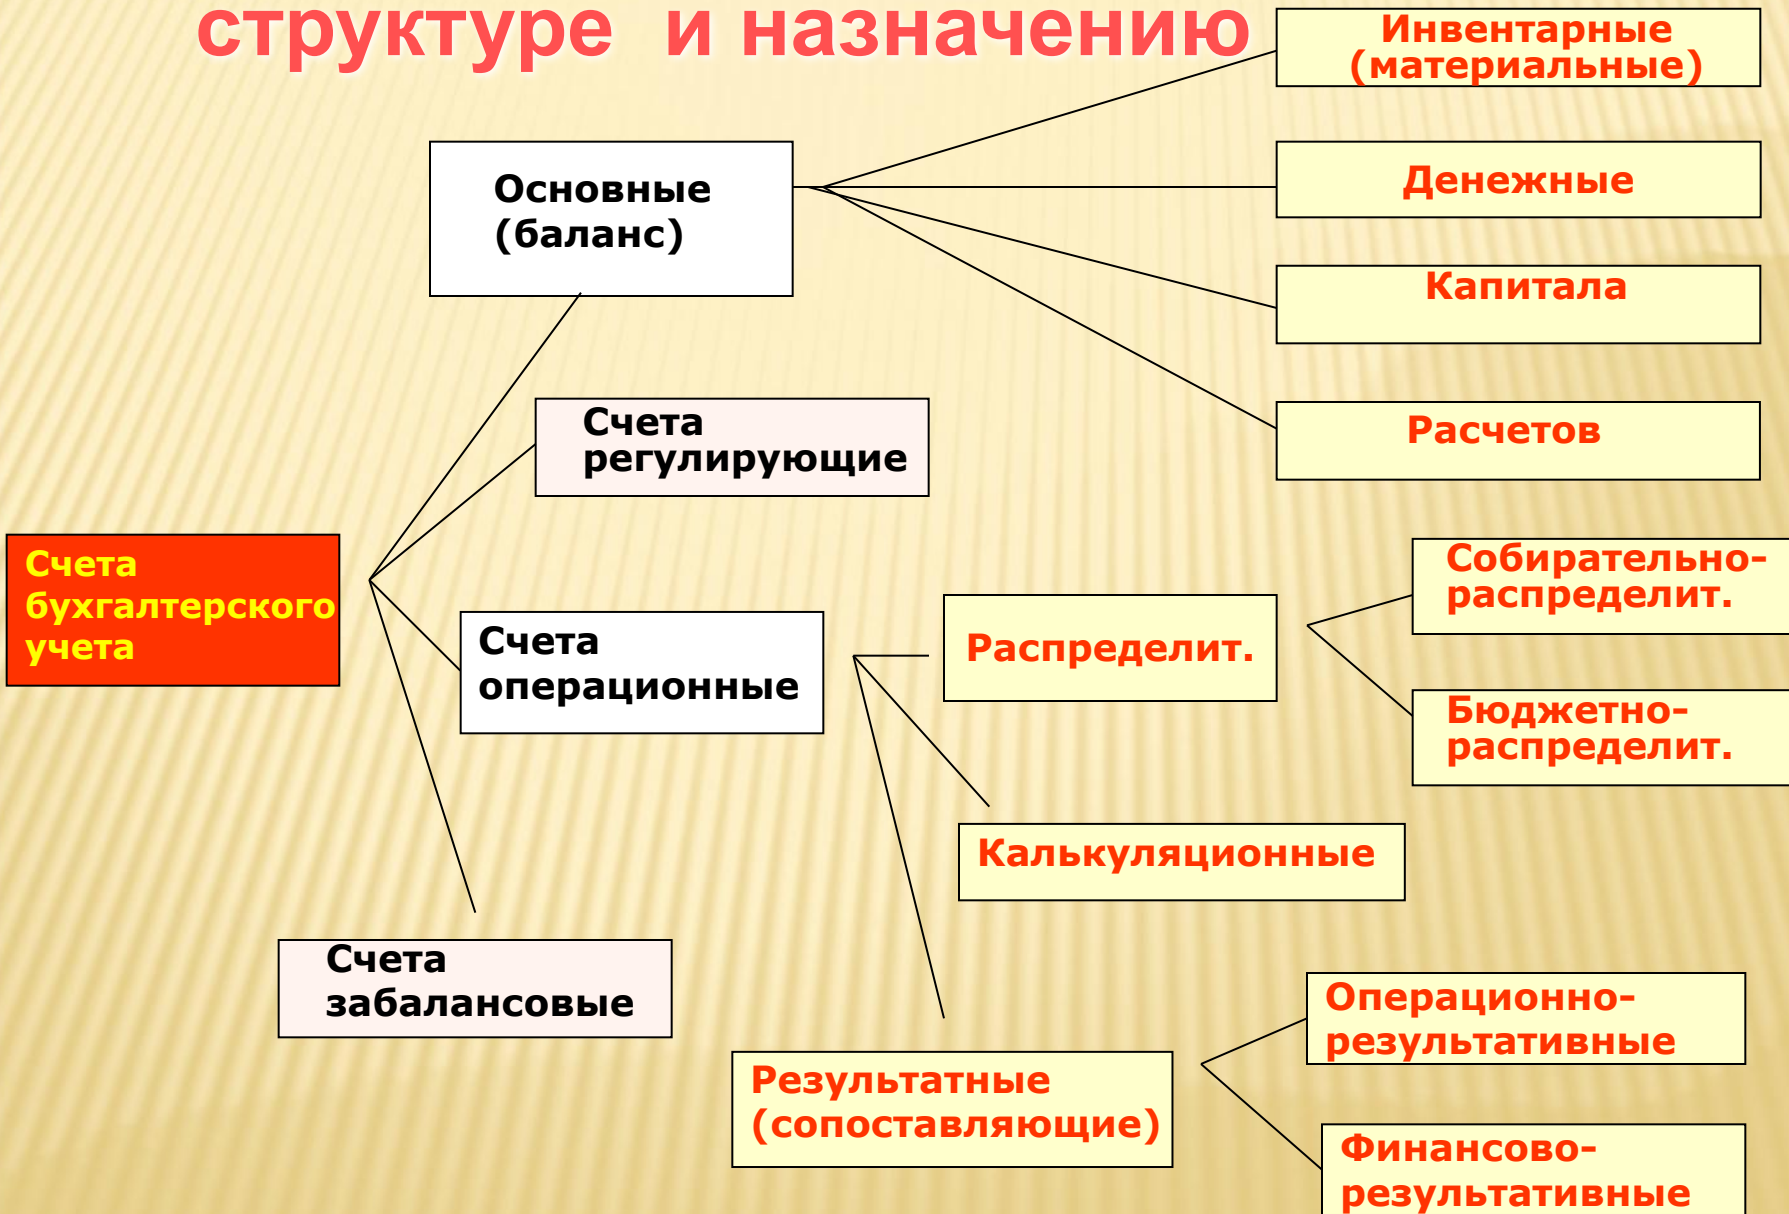 структуре и назначению
Инвентарные
(материальные)
Основные
(баланс)
Денежные
Капитала
Счета
регулирующие
Расчетов
Счета
бухгалтерского
учета
Собирательно-
распределит.
Счета
операционные
Распределит.
Бюджетно-
распределит.
Калькуляционные
Счета
забалансовые
Операционно-
результативные
Результатные
(сопоставляющие)
Финансово-
результативные